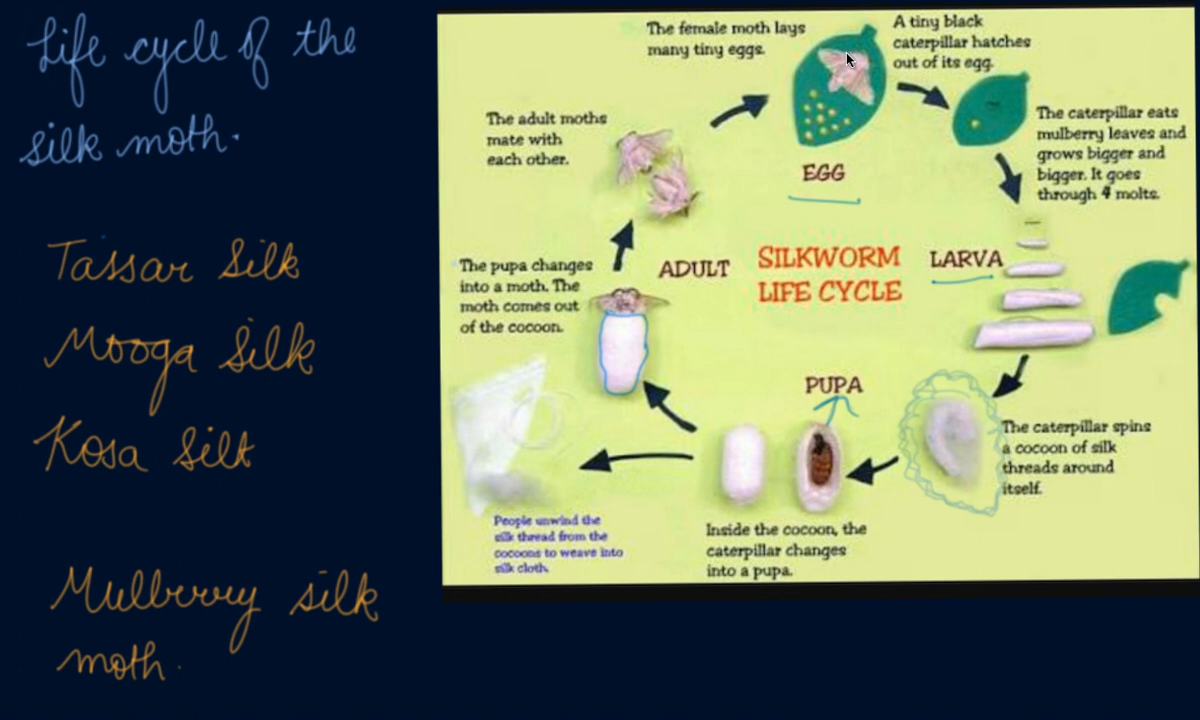 Life cycle of the
silk moth.
Tassar Silk
Mooga Silk
Kosa Silk
Mulberry silk
moth.
The female moth lays
many tiny eggs.
A tiny black
caterpillar hatches
out of its egg.
The adult moths
mate with
each other.
EGG
The caterpillar eats
mulberry leaves and
grows bigger and
bigger. It goes
through 4 molts.
The pupa changes
into a moth. The
moth comes out
of the cocoon.
ADULT
SILKWORM
LIFE CYCLE
LARVA
PUPA
The caterpillar spins
a cocoon of silk
threads around
itself.
People unwind the
silk thread from the
cocoons to weave into
silk cloth.
Inside the cocoon, the
caterpillar changes
into a pupa.